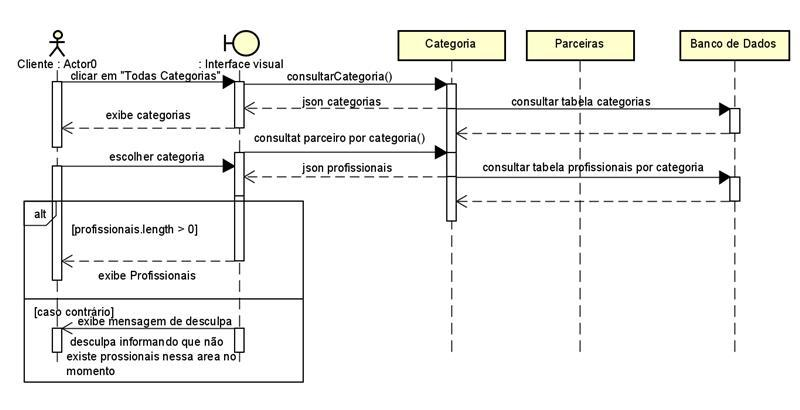 Categoria
Parceiras
Banco de Dados
Cliente : Actor0
: Interface visual
clicar em "Todas Categorias"
consultarCategoria()
json categorias
consultar tabela categorias
exibe categorias
consultat parceiro por categoria()
escolher categoria
json profissionais
consultar tabela profissionais por categoria
alt
[profissionais.length > 0]
exibe Profissionais
[caso contrário]
exibe mensagem de desculpa
desculpa informando que não
existe prossionais nessa area no
momento